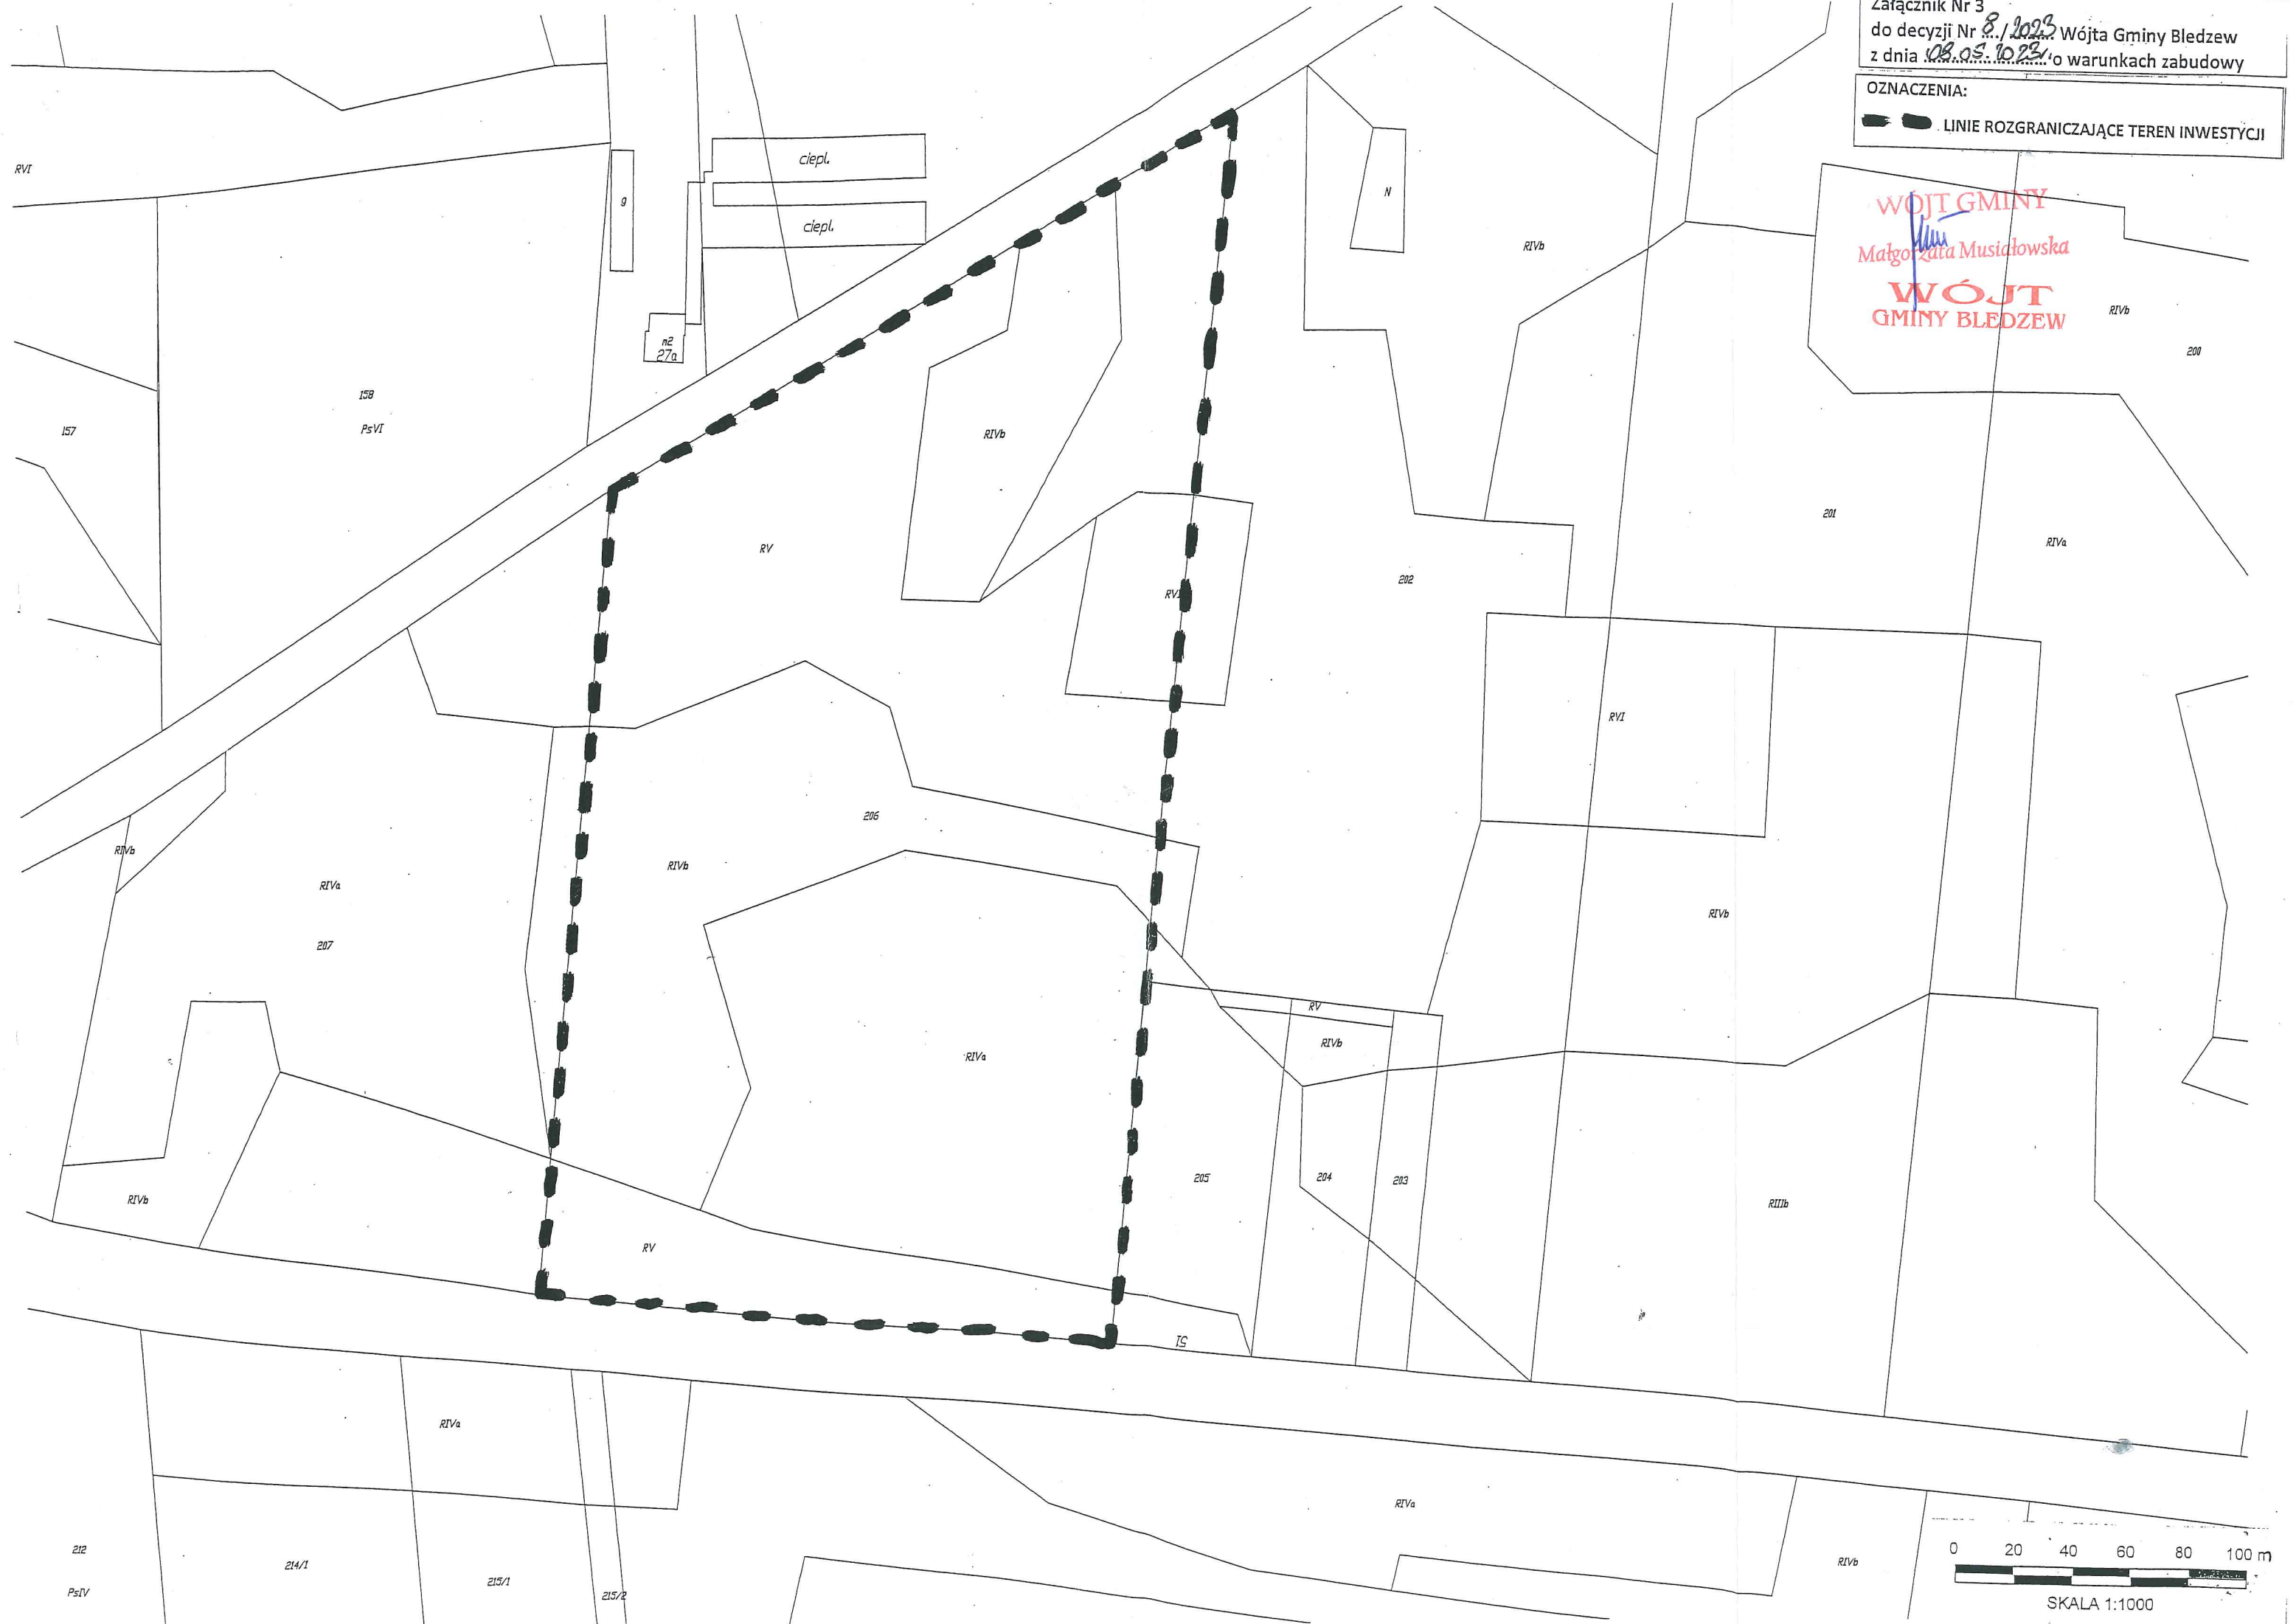 Załącznik Nr 3
do decyzji Nr 8/2023 Wójta Gminy Bledzew
z dnia 08.05.2023r. o warunkach zabudowy
OZNACZENIA:
LINIE ROZGRANICZAJĄCE TEREN INWESTYCJI
WÓJT GMINY
Małgorzata Musiałowska
WÓJT
GMINY BLEDZEW
RVI
g
ciepl.
ciepl.
m2
27a
N
RIVb
RIVb
200
158
PsVI
157
RIVb
RV
RVI
202
201
RIVa
RVI
206
RIVb
RIVb
RIVa
207
RIVb
RV
RIVb
RIVa
205
204
203
RIIIb
RIVb
RV
51
RIVa
RIVa
RIVb
212
PsIV
214/1
215/1
215/2
0 20 40 60 80 100 m
SKALA 1:1000